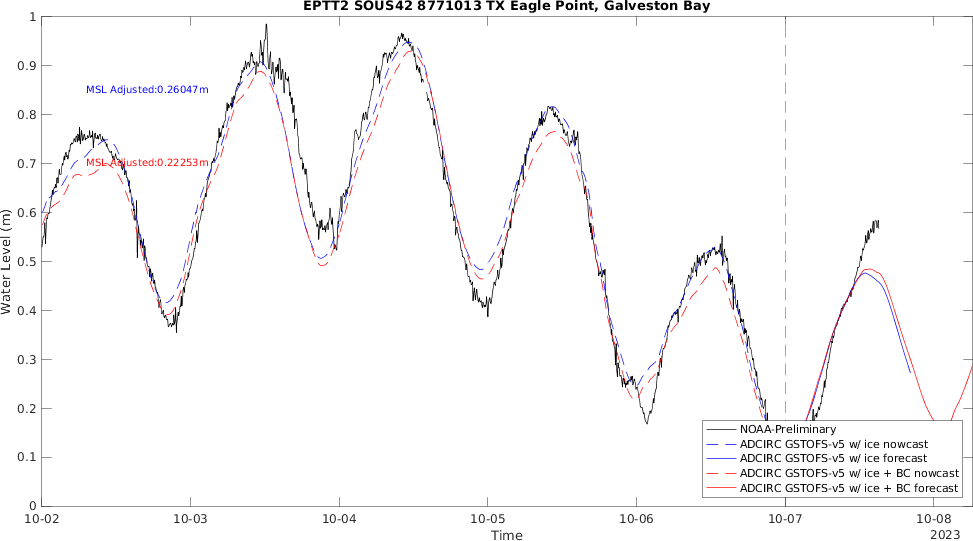 EPTT2 SOUS42 8771013 TX Eagle Point, Galveston Bay
1
0.9
0.8
0.7
0.6
0.5
0.4
0.3
0.2
0.1
0
Water Level (m)
MSL Adjusted:0.26047m
MSL Adjusted:0.22253m
NOAA-Preliminary
ADCIRC GSTOFS-v5 w/ ice nowcast
ADCIRC GSTOFS-v5 w/ ice forecast
ADCIRC GSTOFS-v5 w/ ice + BC nowcast
ADCIRC GSTOFS-v5 w/ ice + BC forecast
10-02 10-03 10-04 10-05 10-06 10-07 10-08
Time 2023